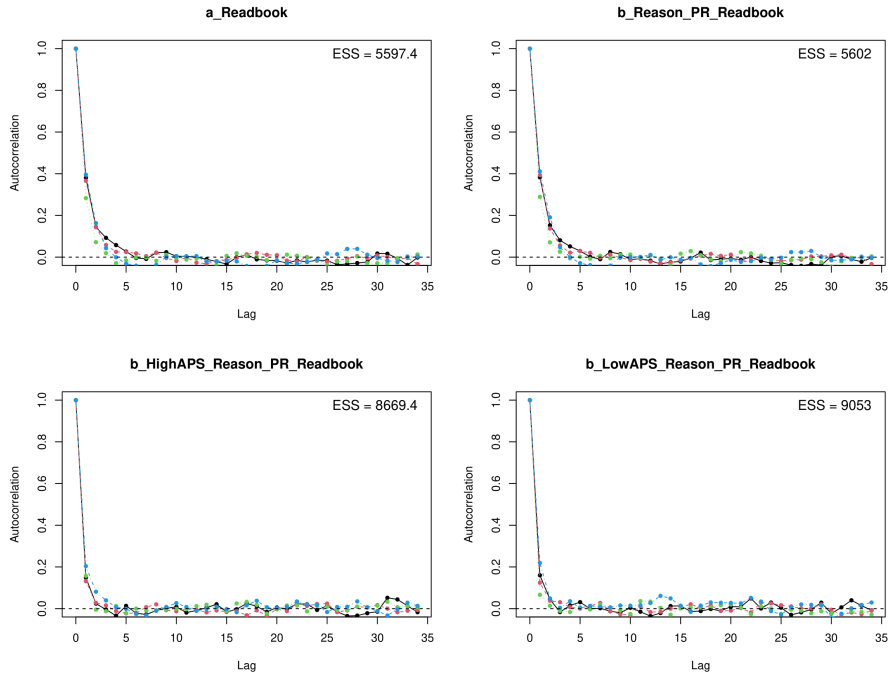 a_Readbook
ESS = 5597.4
Autocorrelation
0.0 0.2 0.4 0.6 0.8 1.0
0 5 10 15 20 25 30 35
Lag
b_Reason_PR_Readbook
ESS = 5602
Autocorrelation
0.0 0.2 0.4 0.6 0.8 1.0
0 5 10 15 20 25 30 35
Lag
b_HighAPS_Reason_PR_Readbook
ESS = 8669.4
Autocorrelation
0.0 0.2 0.4 0.6 0.8 1.0
0 5 10 15 20 25 30 35
Lag
b_LowAPS_Reason_PR_Readbook
ESS = 9053
Autocorrelation
0.0 0.2 0.4 0.6 0.8 1.0
0 5 10 15 20 25 30 35
Lag